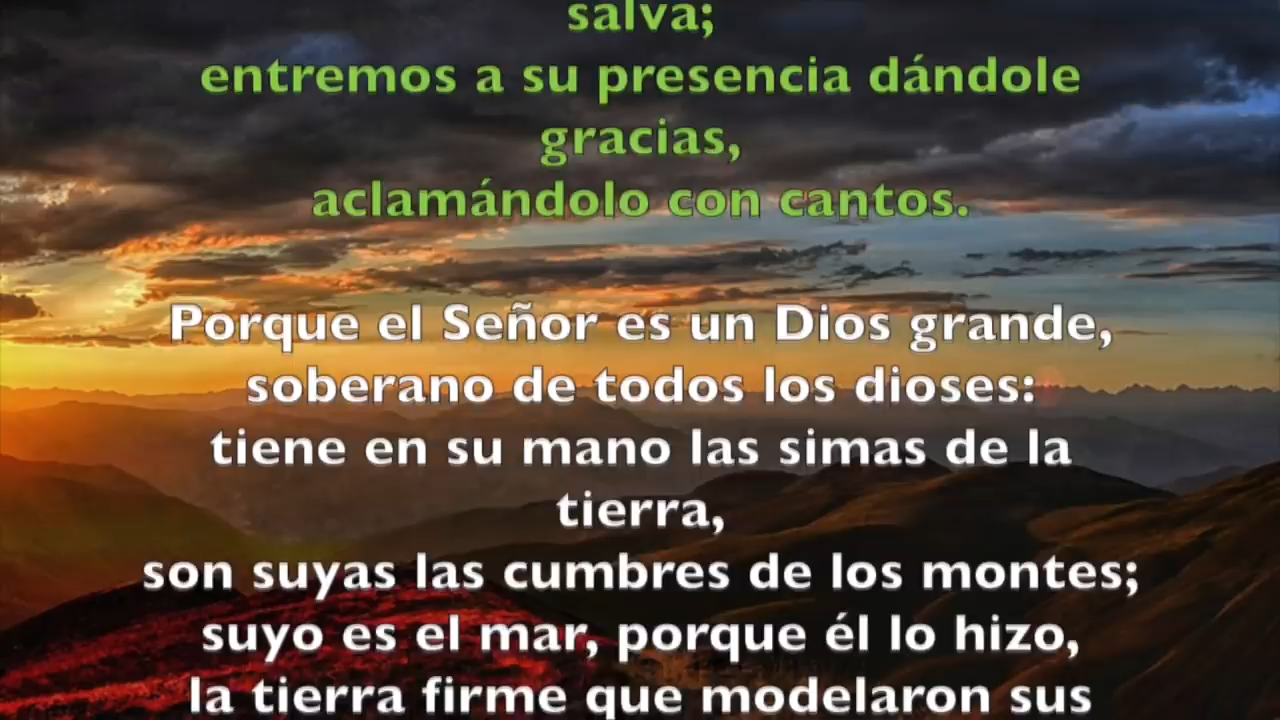 salva;
entremos a su presencia dándole
gracias,
aclamándolo con cantos.
Porque el Señor es un Dios grande,
soberano de todos los dioses:
tiene en su mano las simas de la
tierra,
son suyas las cumbres de los montes;
suyo es el mar, porque él lo hizo,
la tierra firme que modelaron sus